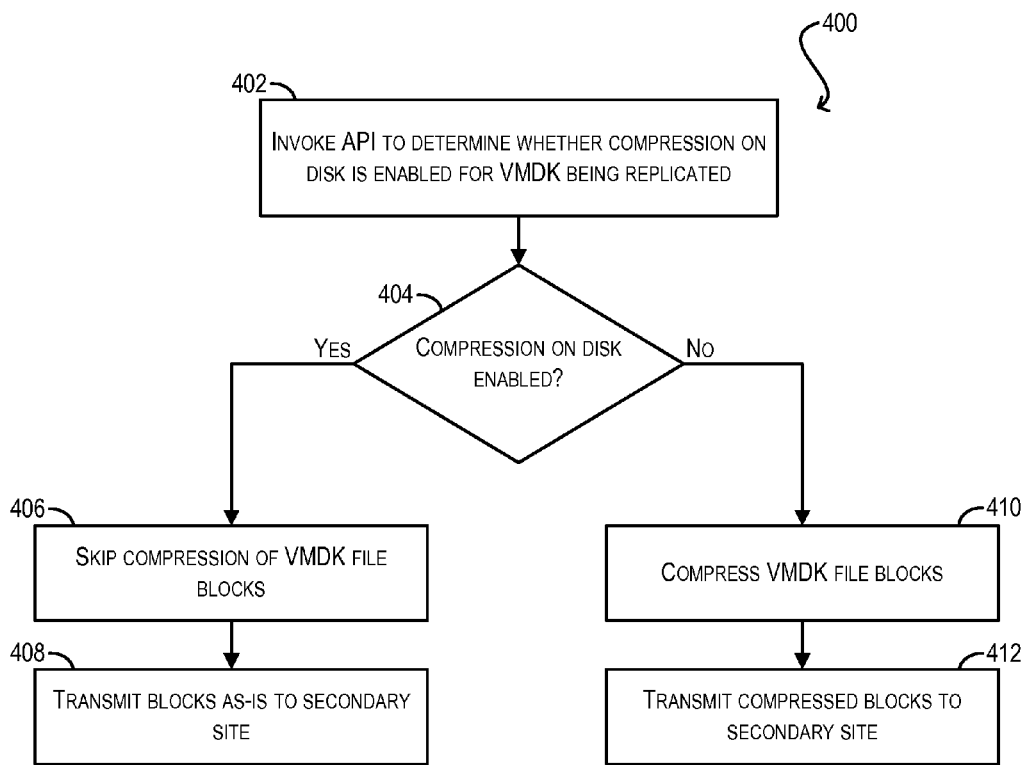 400
402
INVOKE API TO DETERMINE WHETHER COMPRESSION ON
DISK IS ENABLED FOR VMDK BEING REPLICATED
404
YES
COMPRESSION ON DISK
ENABLED?
NO
406
SKIP COMPRESSION OF VMDK FILE
BLOCKS
410
COMPRESS VMDK FILE BLOCKS
408
TRANSMIT BLOCKS AS-IS TO SECONDARY
SITE
412
TRANSMIT COMPRESSED BLOCKS TO
SECONDARY SITE